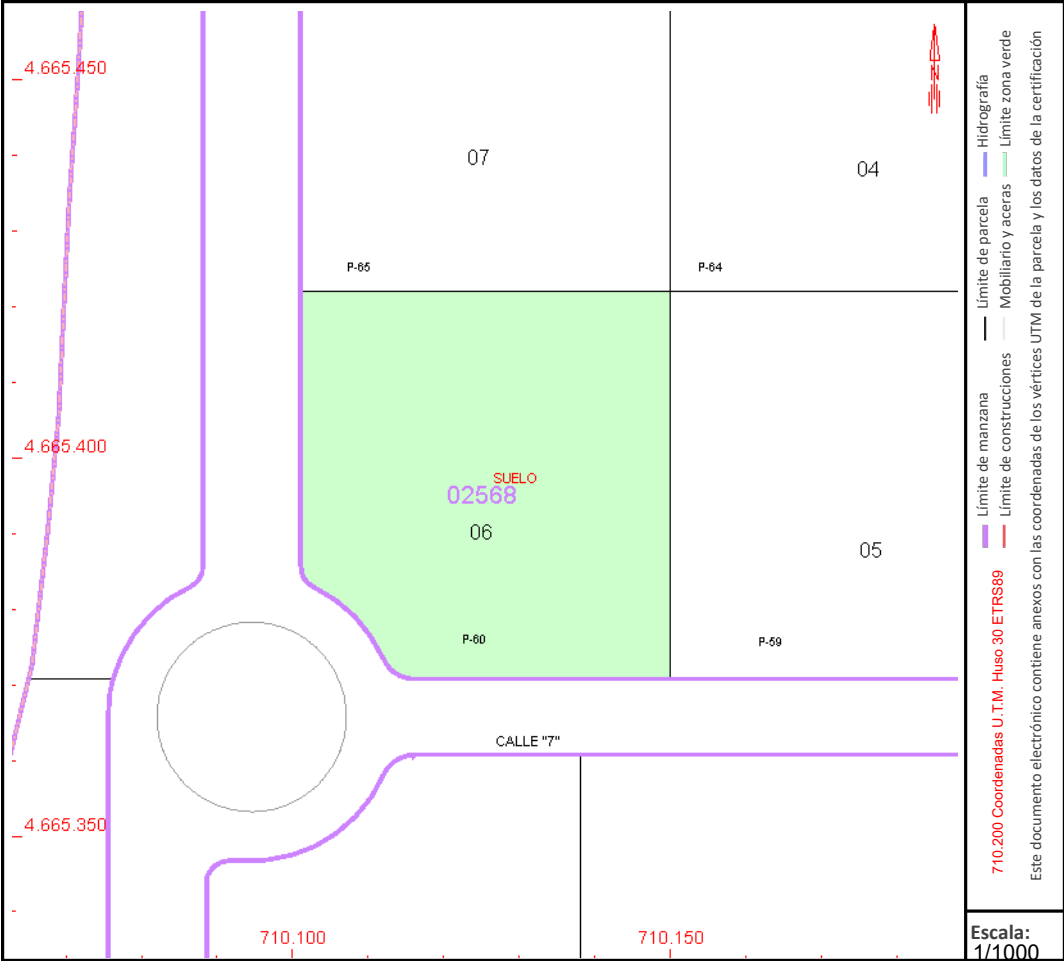 4.665.450
07
04
P-65
P-64
4.665.400
SUELO
02568
06
05
P-60
P-59
CALLE "7"
4.665.350
710.100
710.150
N
710.200 Coordenadas U.T.M. Huso 30 ETRS89
Límite de manzana
Límite de parcela
Hidrografía
Límite de construcciones
Mobiliario y aceras
Límite zona verde
Este documento electrónico contiene anexos con las coordenadas de los vértices UTM de la parcela y los datos de la certificación
Escala:
1/1000